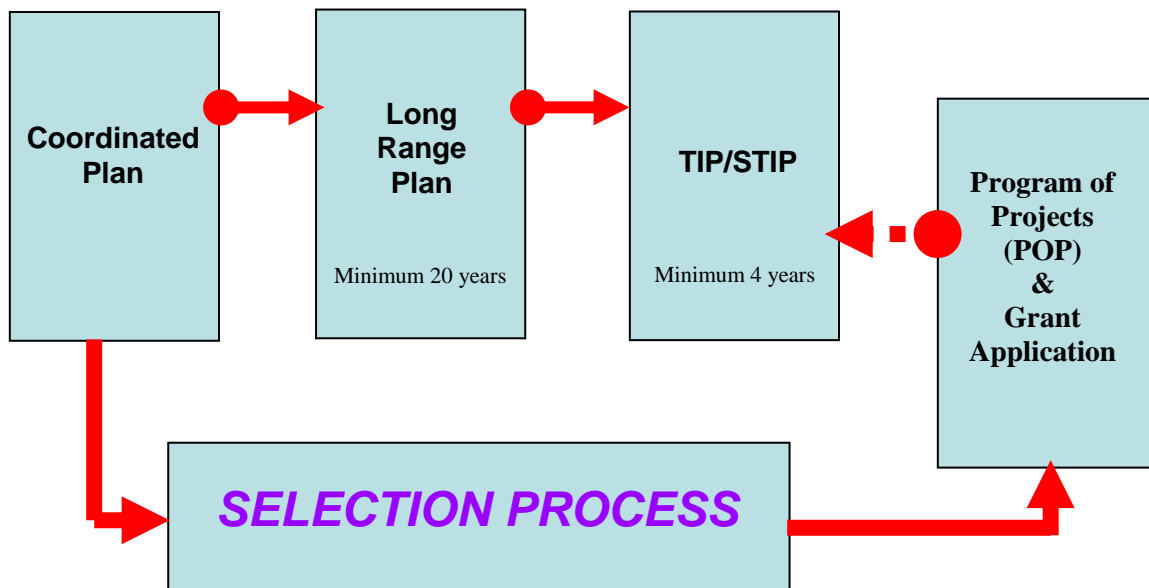 Coordinated
Plan
Long
Range
Plan
Minimum 20 years
TIP/STIP
Minimum 4 years
Program of
Projects
(POP)
&
Grant
Application
SELECTION PROCESS